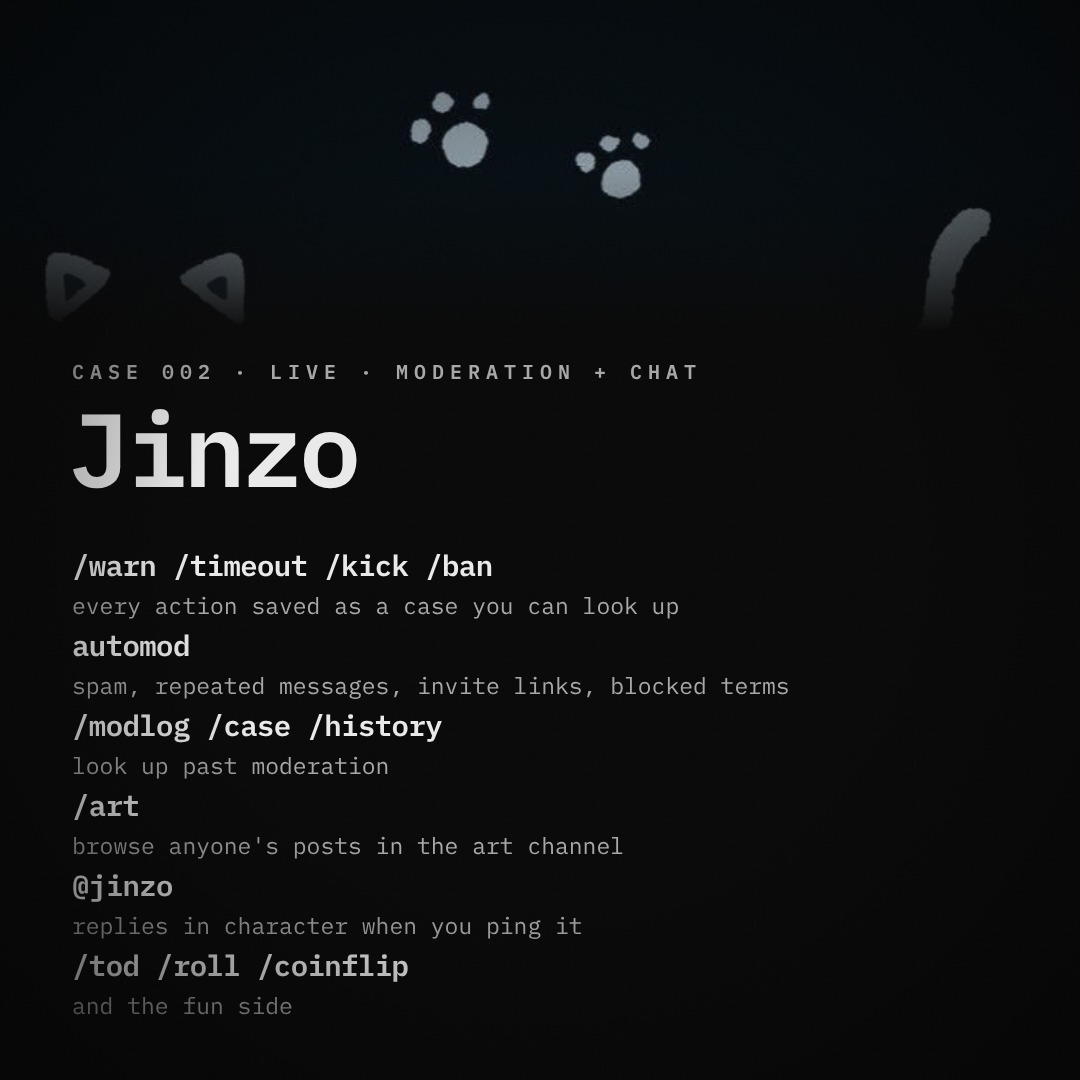 CASE 002 · LIVE · MODERATION + CHAT
Jinzo
/warn /timeout /kick /ban
every action saved as a case you can look up
automod
spam, repeated messages, invite links, blocked terms
/modlog /case /history
look up past moderation
/art
browse anyone's posts in the art channel
@jinzo
replies in character when you ping it
/tod /roll /coinflip
and the fun side